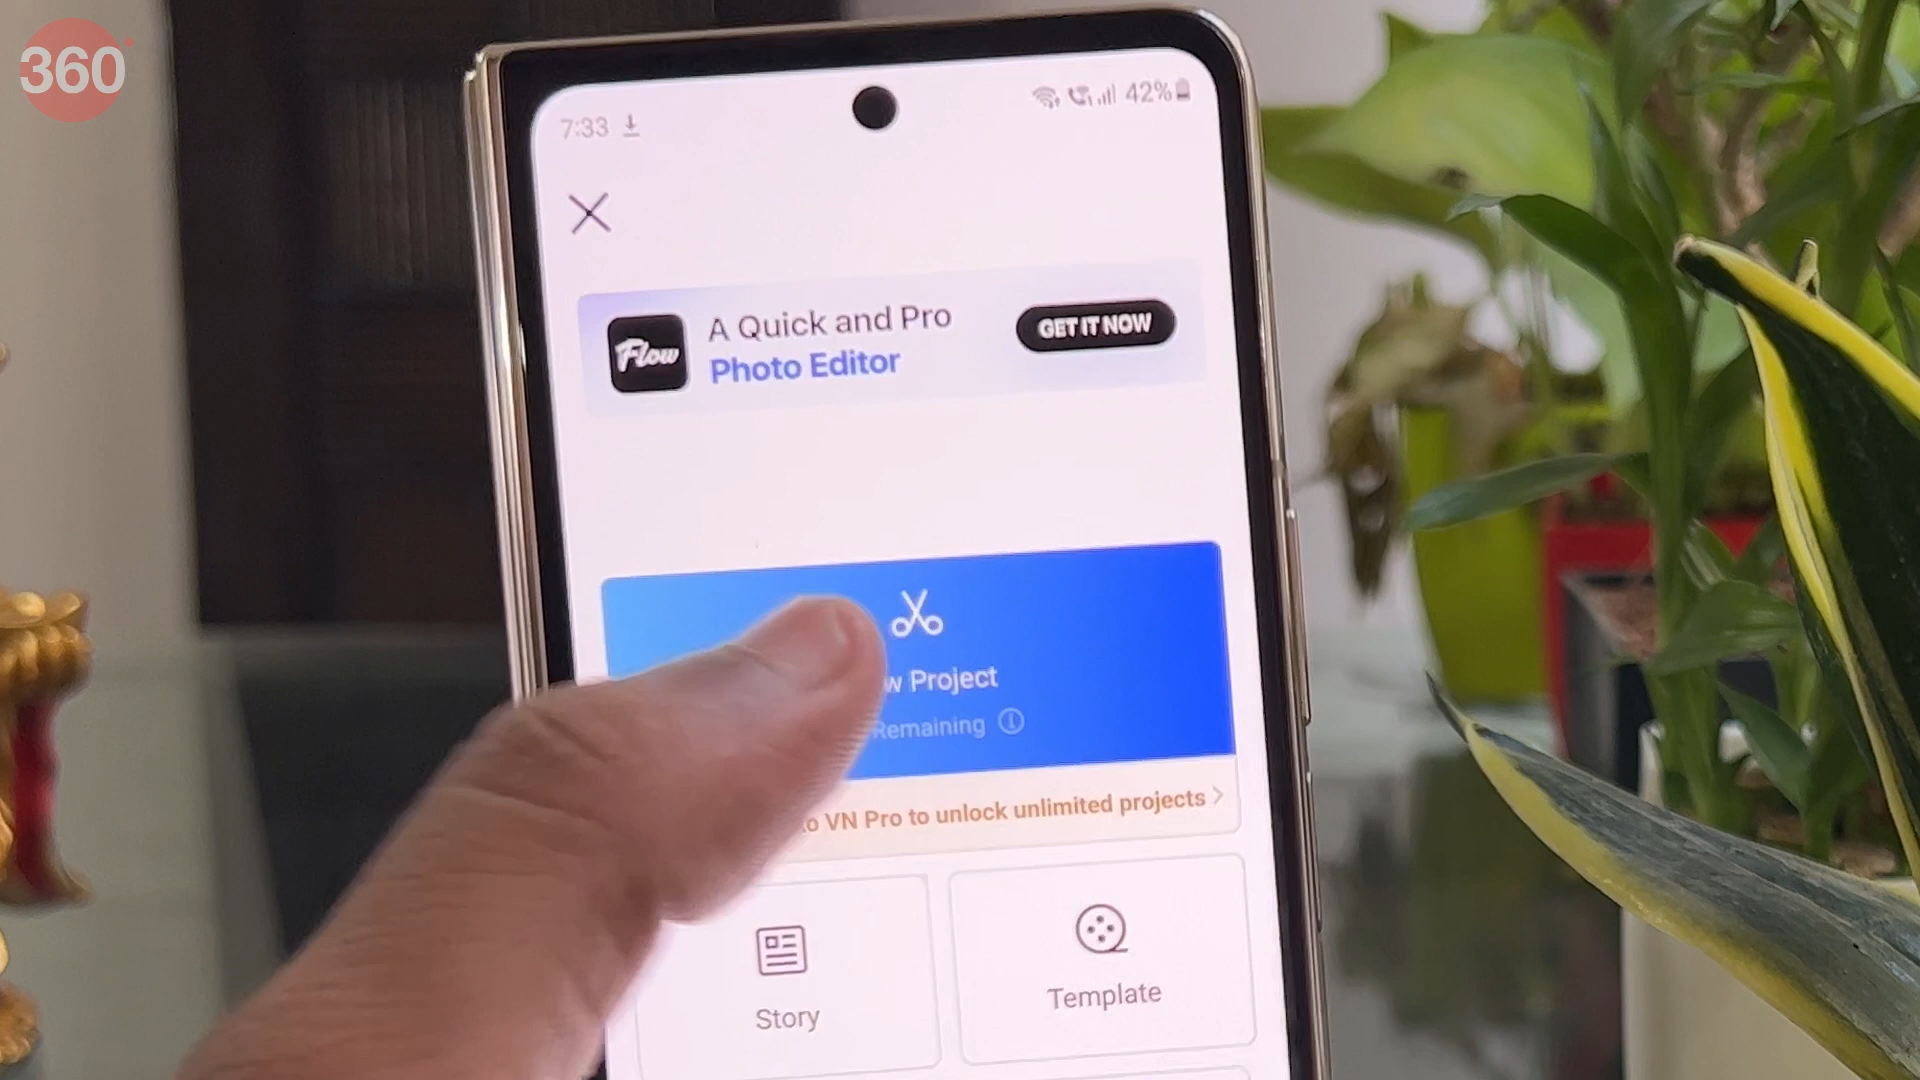 360
7:33
42%
A Quick and Pro
Flow
Photo Editor
GET IT NOW
Project
Remaining
VN Pro to unlock unlimited projects
Story
Template